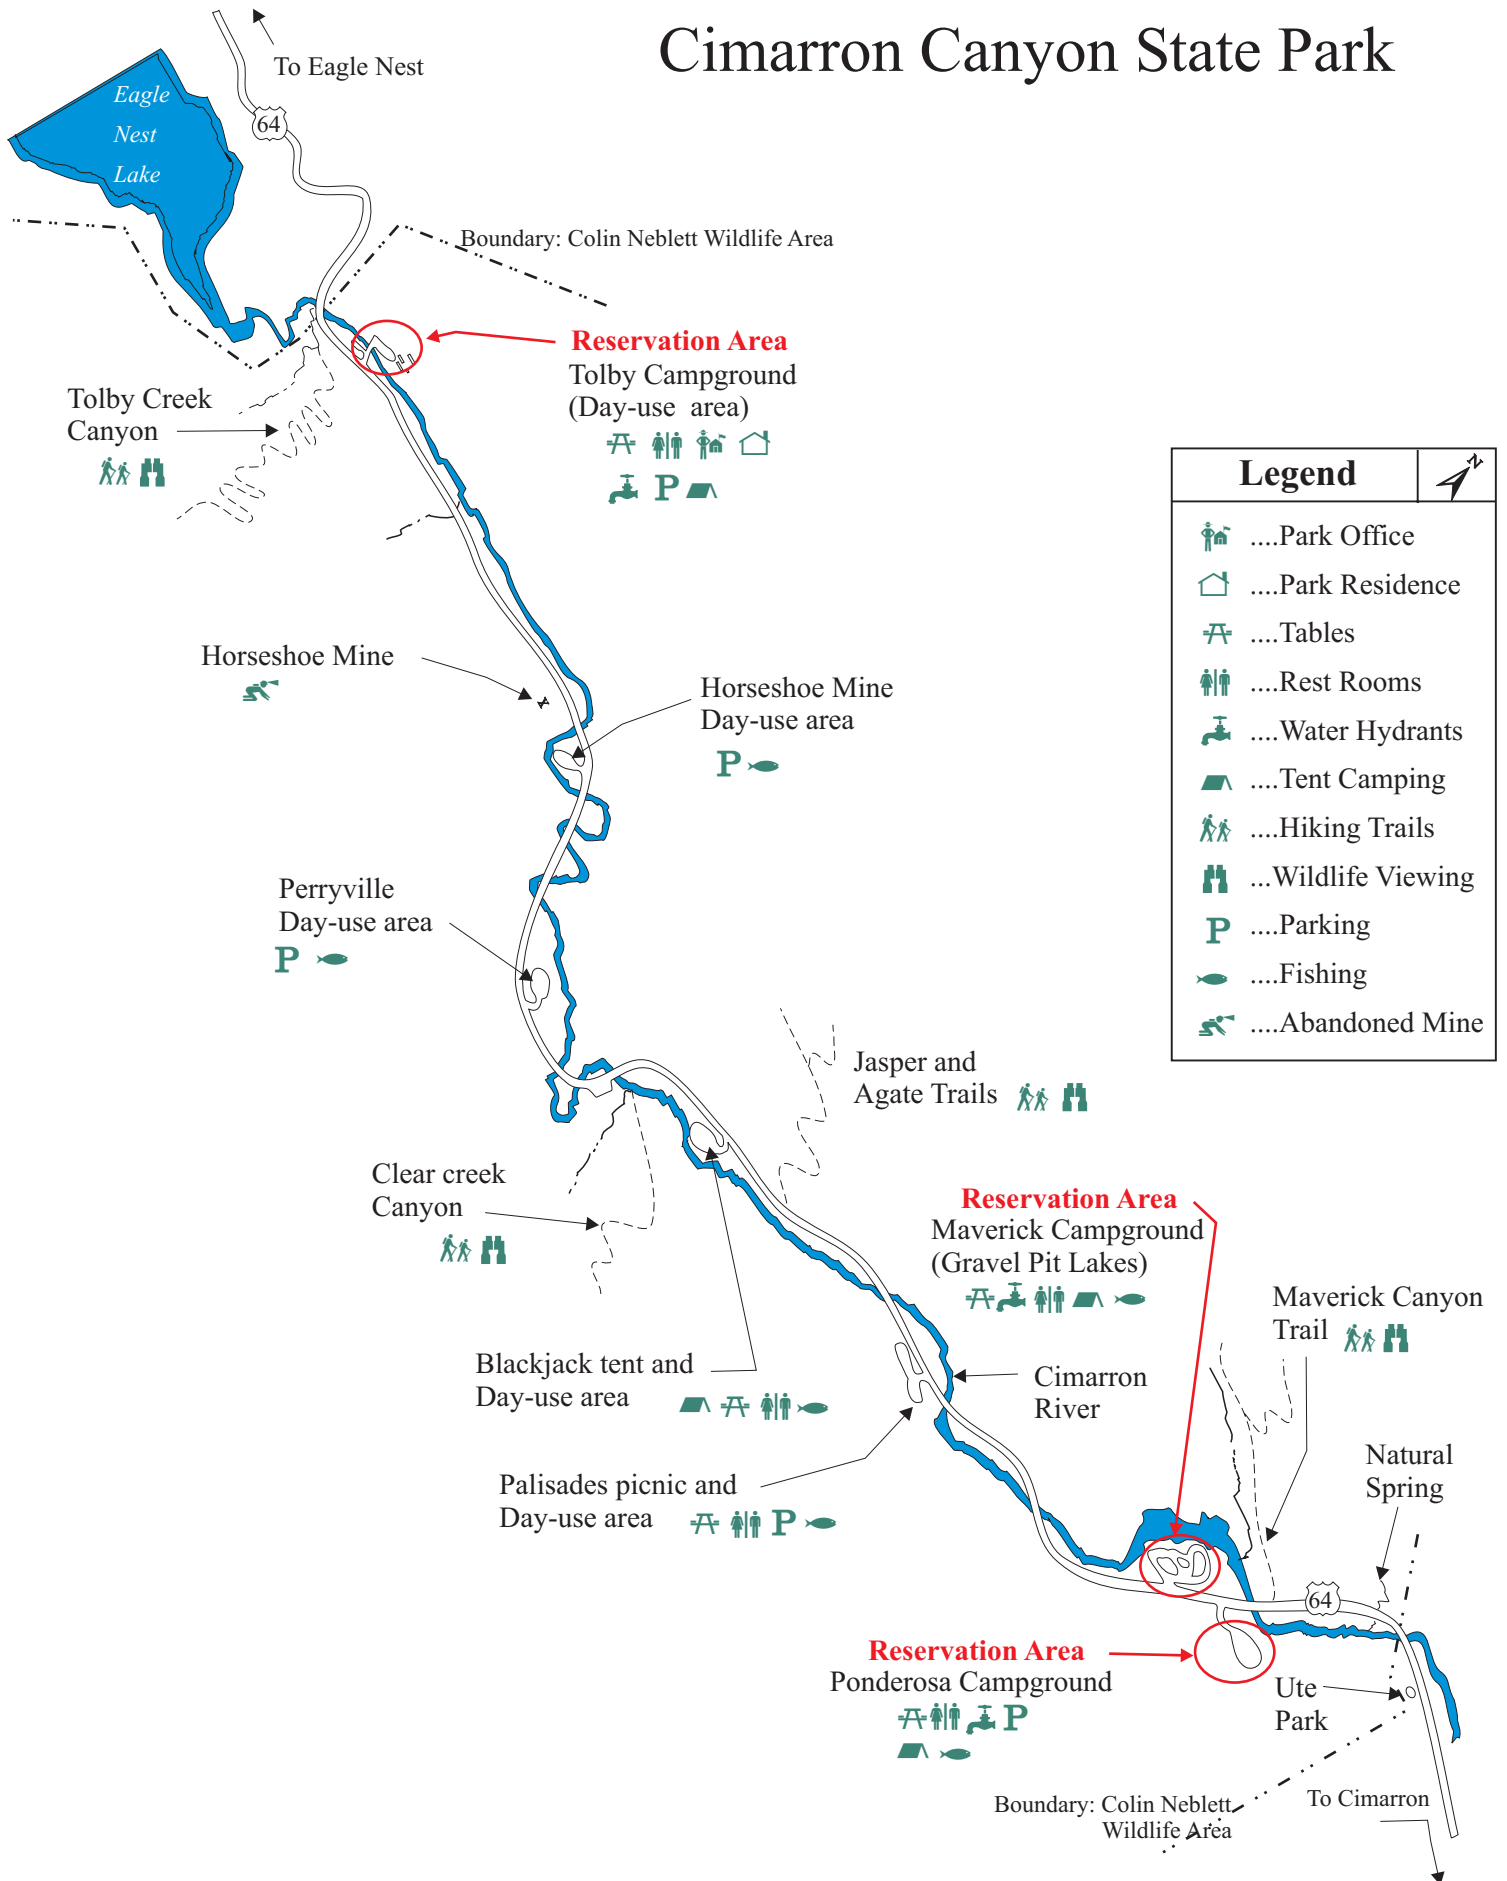 Cimarron Canyon State Park
To Eagle Nest
Eagle
Nest
Lake
64
Boundary: Colin Neblett Wildlife Area
Reservation Area
Tolby Campground
(Day-use area)
P
Tolby Creek
Canyon
Legend
N
....Park Office
....Park Residence
....Tables
....Rest Rooms
....Water Hydrants
....Tent Camping
....Hiking Trails
...Wildlife Viewing
P ....Parking
....Fishing
....Abandoned Mine
Horseshoe Mine
Horseshoe Mine
Day-use area
P
Perryville
Day-use area
P
Jasper and
Agate Trails
Clear creek
Canyon
Reservation Area
Maverick Campground
(Gravel Pit Lakes)
Maverick Canyon
Trail
Blackjack tent and
Day-use area
Cimarron
River
Palisades picnic and
Day-use area
P
Natural
Spring
64
Reservation Area
Ponderosa Campground
P
Ute
Park
Boundary: Colin Neblett
Wildlife Area
To Cimarron